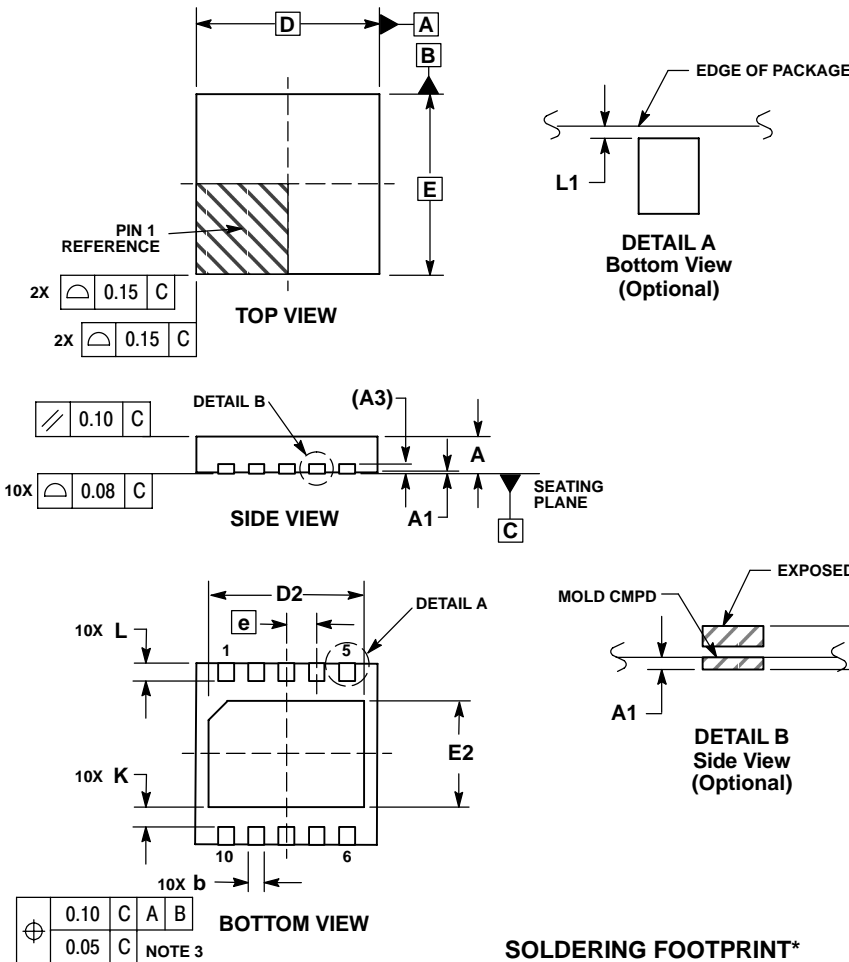 D
A
B
E
PIN 1
REFERENCE
2X 0.15 C
2X 0.15 C
TOP VIEW
EDGE OF PACKAGE
L1
DETAIL A
Bottom View
(Optional)
0.10 C
DETAIL B
(A3)
A
10X 0.08 C
SIDE VIEW
A1
SEATING
PLANE
C
D2
e
DETAIL A
10X L
1
5
E2
10X K
10
6
10X b
0.10 C A B
0.05 C NOTE 3
BOTTOM VIEW
EXPOSED
MOLD CMPD
A1
DETAIL B
Side View
(Optional)
SOLDERING FOOTPRINT*